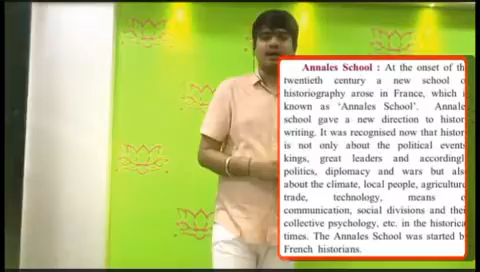 Annales School : At the onset of th
twentieth century a new school o
historiography arose in France, which i
known as ‘Annales School’. Annale
school gave a new direction to histor
writing. It was recognised now that histor
is not only about the political event
kings, great leaders and accordingl
politics, diplomacy and wars but als
about the climate, local people, agricultur
trade, technology, means o
communication, social divisions and thei
collective psychology, etc. in the historica
times. The Annales School was started b
French historians.